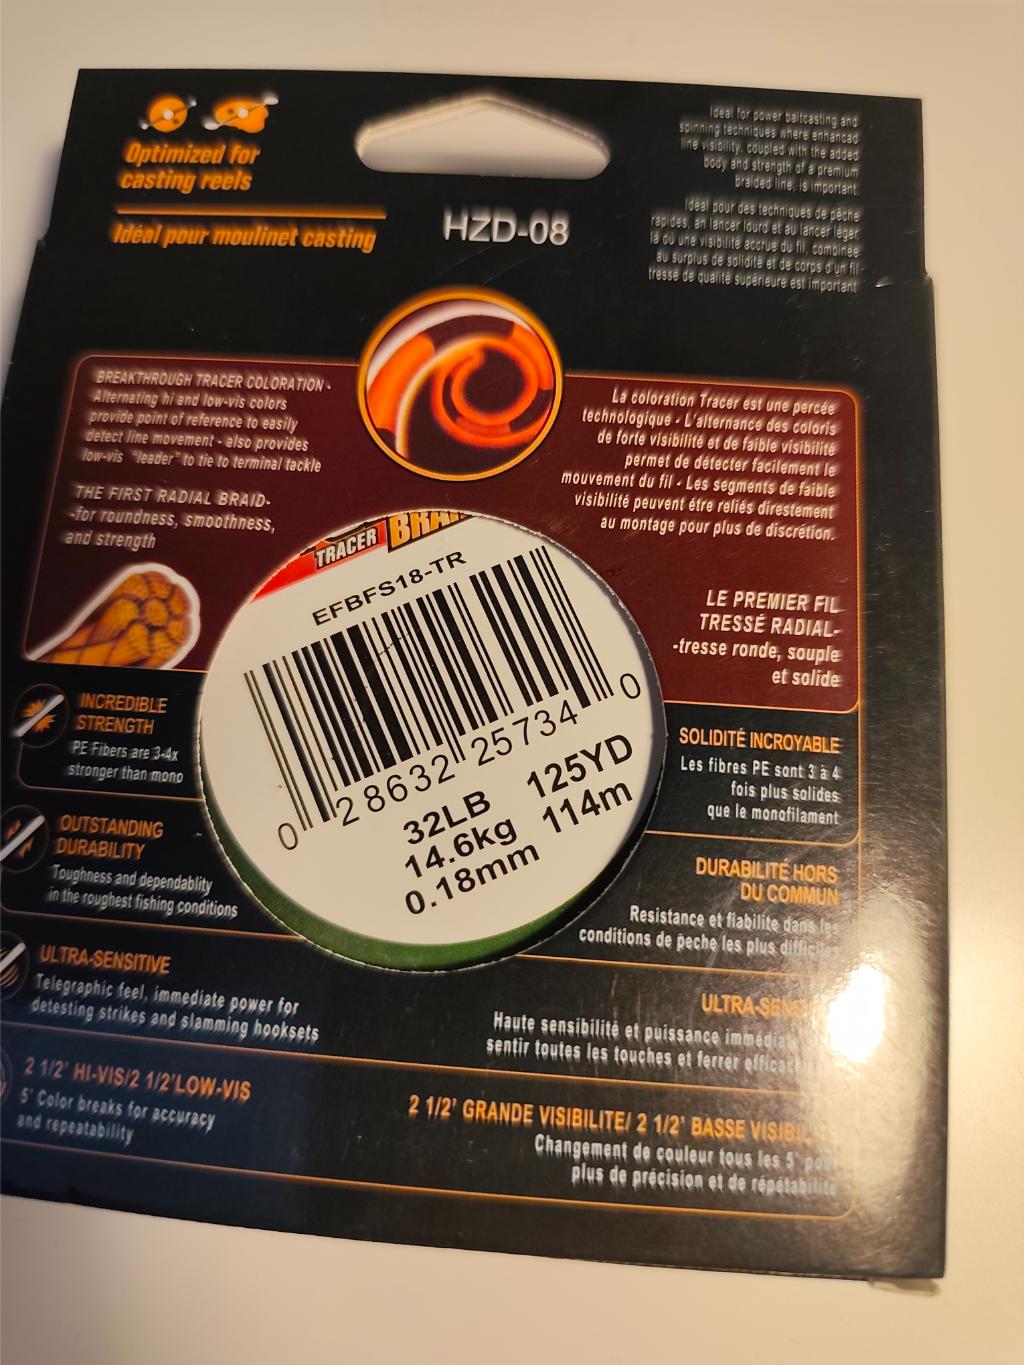 Optimized for
casting reels
Idéal pour moulinet casting
HZD-08
Ideal for power baitcasting and
spinning techniques where enhancad
line visibility, coupled with the added
body and strength of a premium
braided line, is important.
Idéal pour des techniques de pêche
rapides, an lancer lourd et au lancer léger
là où une visibilité accrue du fil, combinée
au surplus de solidité et de corps d'un fil
tressé de qualité supérieure est important
BREAKTHROUGH TRACER COLORATION -
Alternating hi and low-vis colors
provide point of reference to easily
detect line movement - also provides
low-vis "leader" to tie to terminal tackle
THE FIRST RADIAL BRAID-
-for roundness, smoothness,
and strength
La coloration Tracer est une percée
technologique - L'alternance des coloris
de forte visibilité et de faible visibilité
permet de détecter facilement le
mouvement du fil - Les segments de faible
visibilité peuvent étre reliés direstement
au montage pour plus de discrétion.
LE PREMIER FIL
TRESSÉ RADIAL-
-tresse ronde, souple
et solide
TRACER
EFBFS18-TR
0 28632 25734 0
32LB 125YD
14.6kg 114m
0.18mm
INCREDIBLE
STRENGTH
PE Fibers are 3-4x
stronger than mono
OUTSTANDING
DURABILITY
Toughness and dependablity
in the roughest fishing conditions
ULTRA-SENSITIVE
Telegraphic feel, immediate power for
detesting strikes and slamming hooksets
2 1/2' HI-VIS/2 1/2'LOW-VIS
5' Color breaks for accuracy
and repeatability
SOLIDITÉ INCROYABLE
Les fibres PE sont 3 à 4
fois plus solides
que le monofilament
DURABILITÉ HORS
DU COMMUN
Resistance et fiabilite dans les
conditions de peche les plus difficiles
Haute sensibilité et puissance
sentir toutes les touches et ferrer
2 1/2' GRANDE VISIBILITE/ 2 1/2' BASSE
Changement de couleur tous les 5'
plus de précision et de répétabilité